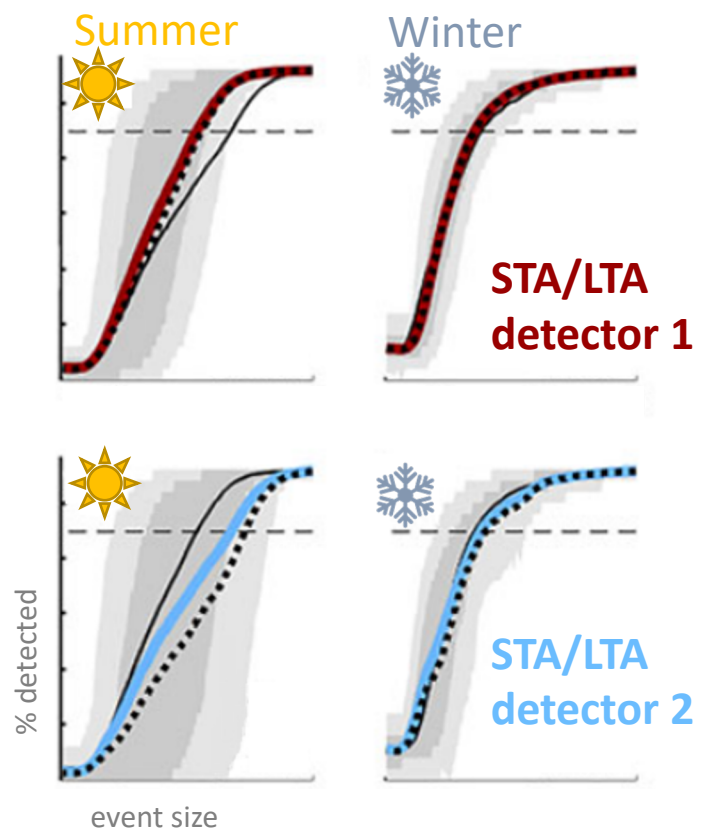 Summer
Winter
STA/LTA
detector 1
STA/LTA
detector 2
% detected
event size